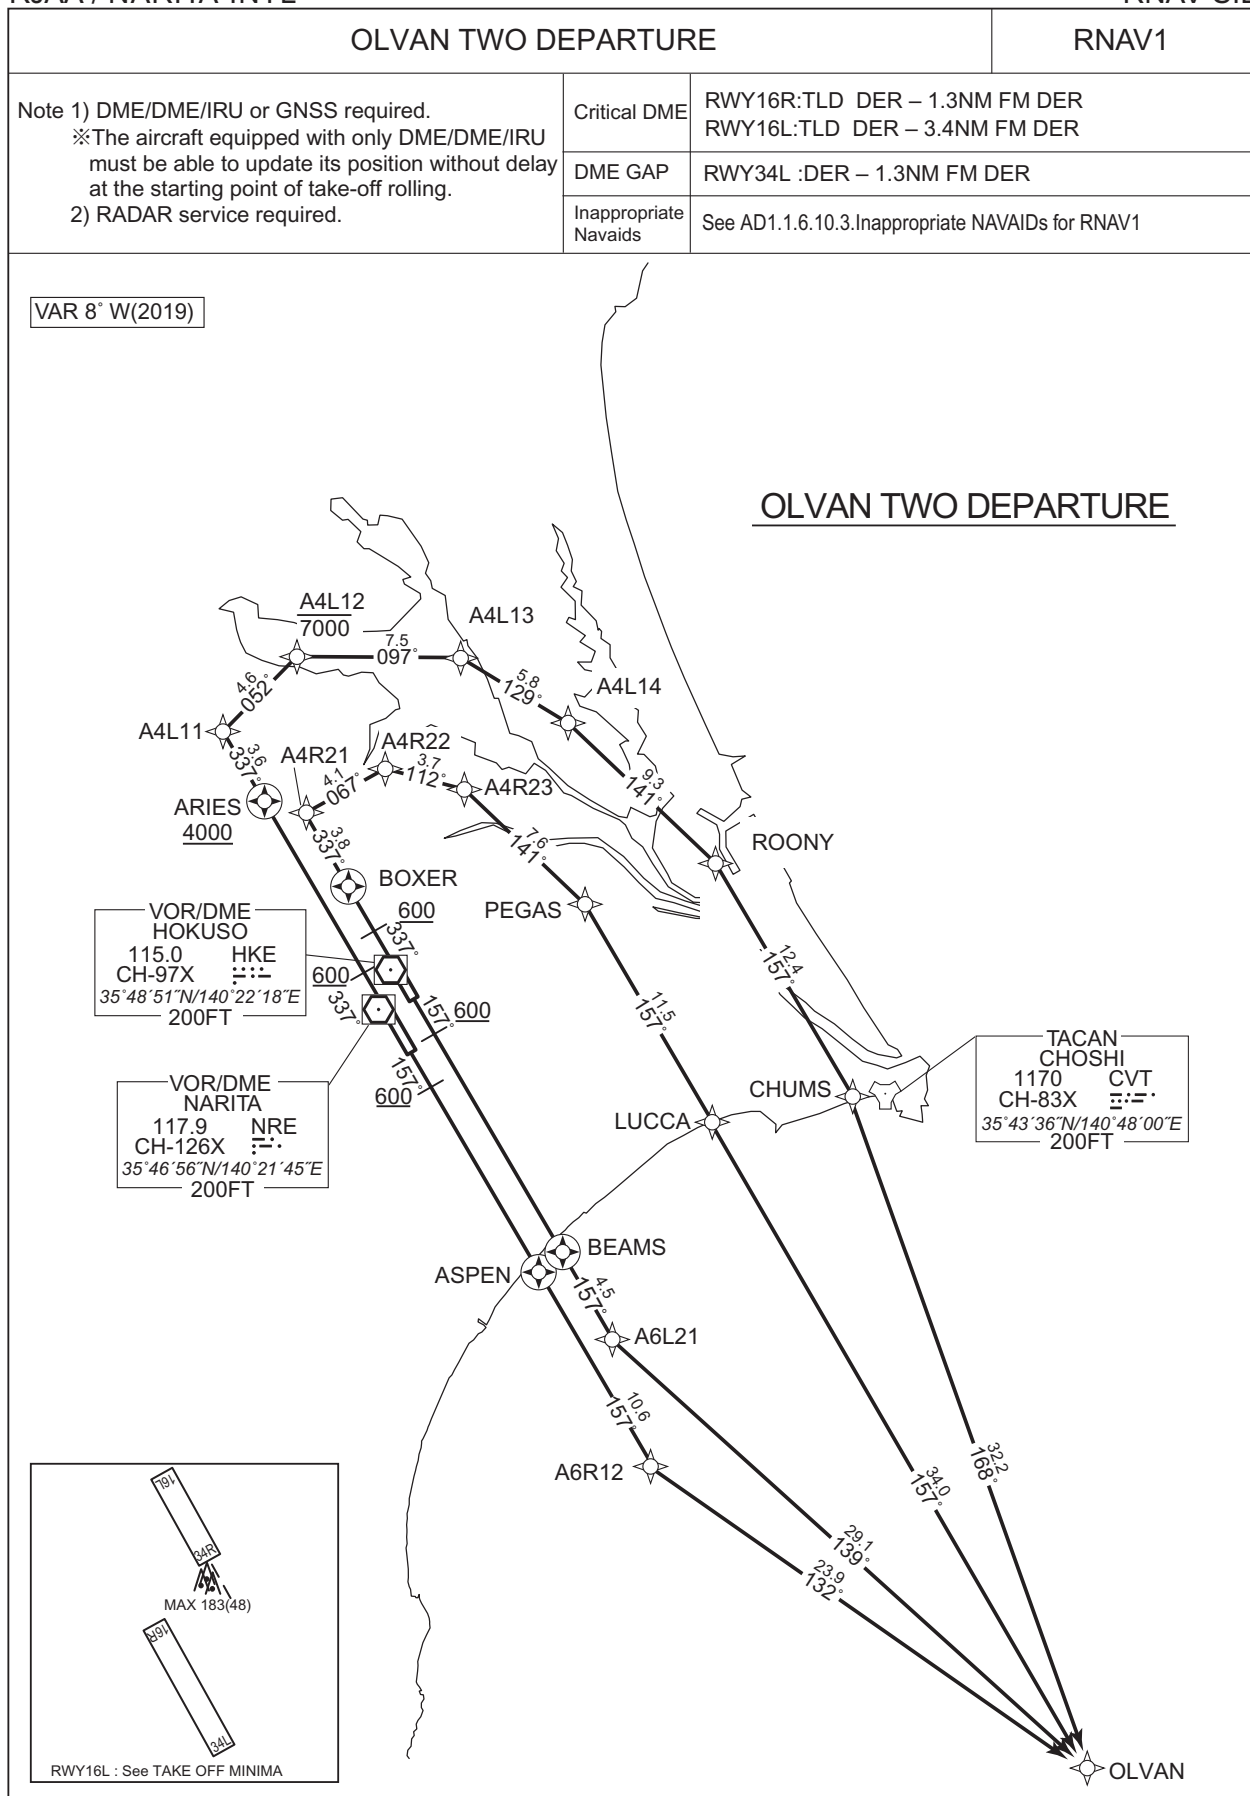 OLVAN TWO DEPARTURE
RNAV1
Note 1) DME/DME/IRU or GNSS required.
※The aircraft equipped with only DME/DME/IRU
must be able to update its position without delay
at the starting point of take-off rolling.
2) RADAR service required.
Critical DME
RWY16R:TLD DER – 1.3NM FM DER
RWY16L:TLD DER – 3.4NM FM DER
DME GAP
RWY34L :DER – 1.3NM FM DER
Inappropriate
Navaids
See AD1.1.6.10.3.Inappropriate NAVAIDs for RNAV1
VAR 8˚ W(2019)
OLVAN TWO DEPARTURE
A4L12
7000
A4L13
7.5
097˚
4.6
052˚
5.8
129˚
A4L14
A4L11
3.6
337˚
A4R21
4.1
067˚
A4R22
3.7
112˚
A4R23
9.3
141˚
ARIES
4000
3.8
337˚
7.6
141˚
ROONY
BOXER
PEGAS
600
337˚
VOR/DME
HOKUSO
115.0 HKE
CH-97X
35˚48´51˝N/140˚22´18˝E
200FT
600
337˚
157˚
600
12.4
157˚
11.5
157˚
157˚
600
VOR/DME
NARITA
117.9 NRE
CH-126X
35˚46´56˝N/140˚21´45˝E
200FT
TACAN
CHOSHI
1170 CVT
CH-83X
35˚43´36˝N/140˚48´00˝E
200FT
CHUMS
LUCCA
BEAMS
ASPEN
4.5
157˚
A6L21
10.6
157˚
A6R12
32.2
168˚
34.0
157˚
29.1
139˚
23.9
132˚
OLVAN
16L
34R
MAX 183(48)
16R
34L
RWY16L : See TAKE OFF MINIMA